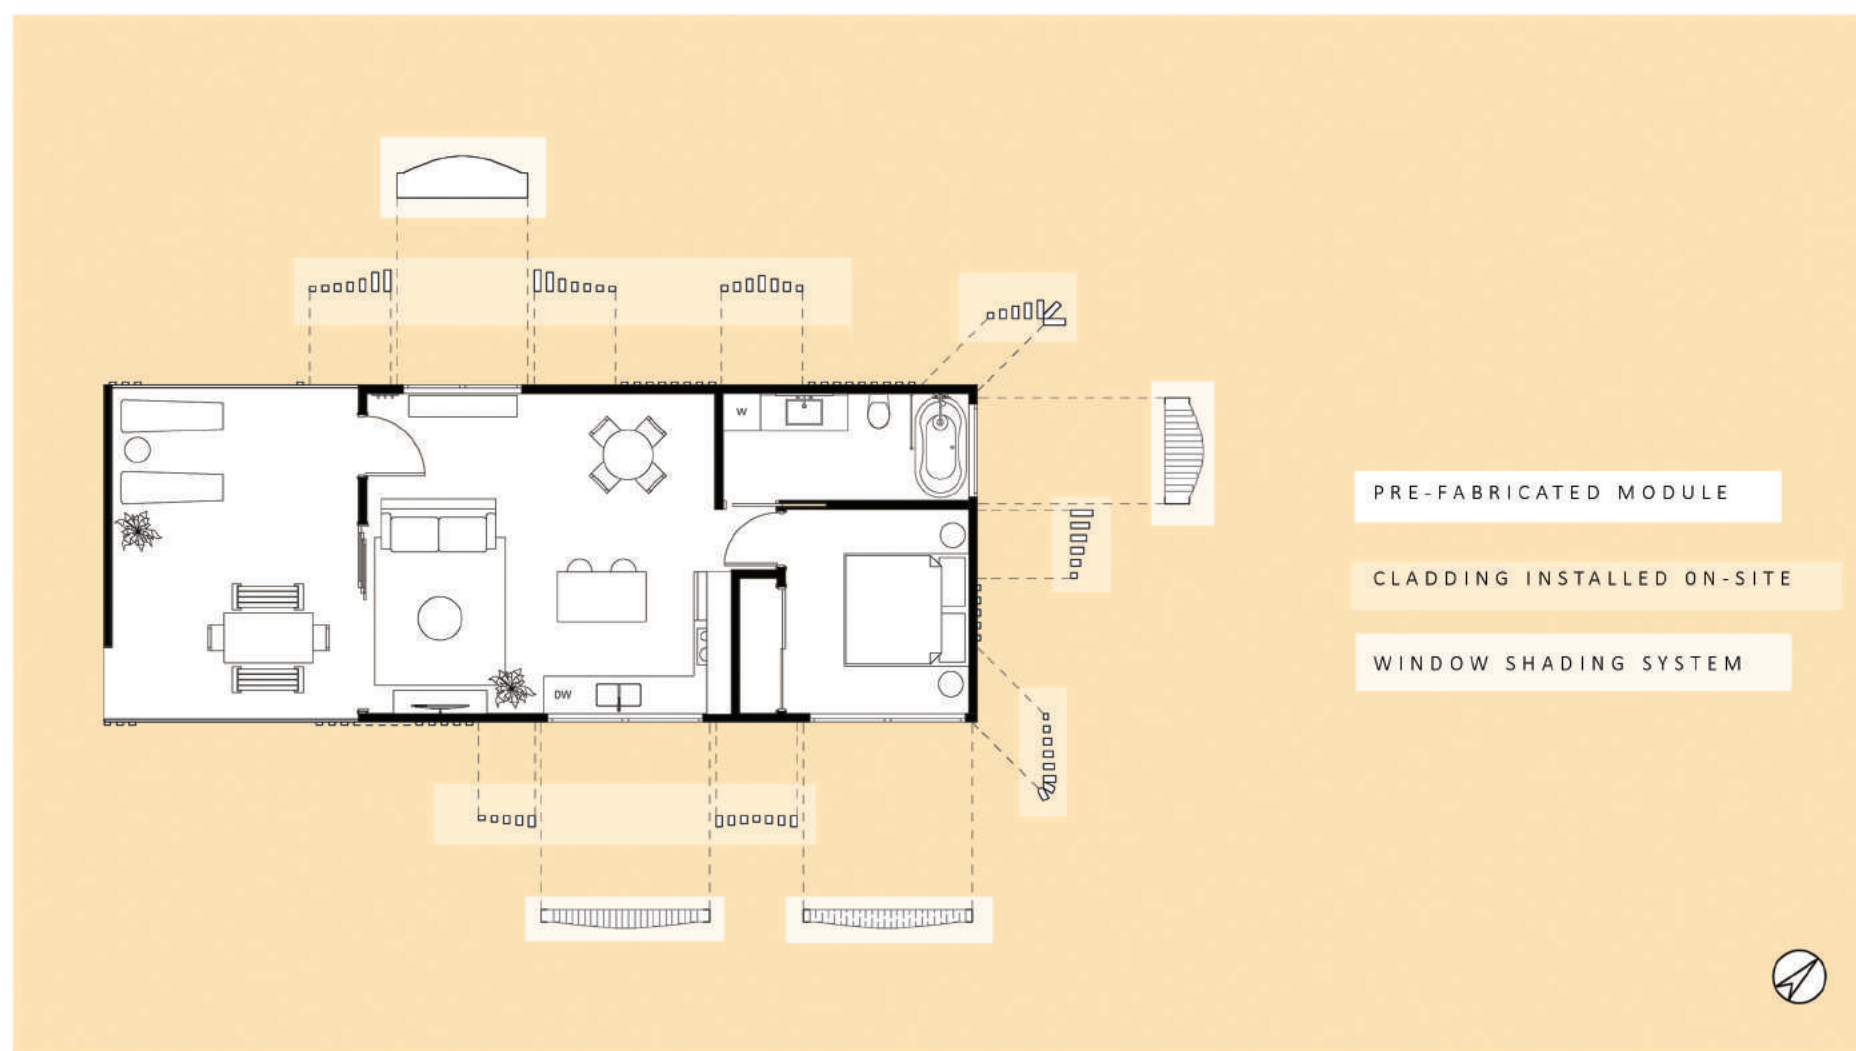 W
PRE-FABRICATED MODULE
CLADDING INSTALLED ON-SITE
WINDOW SHADING SYSTEM
DW